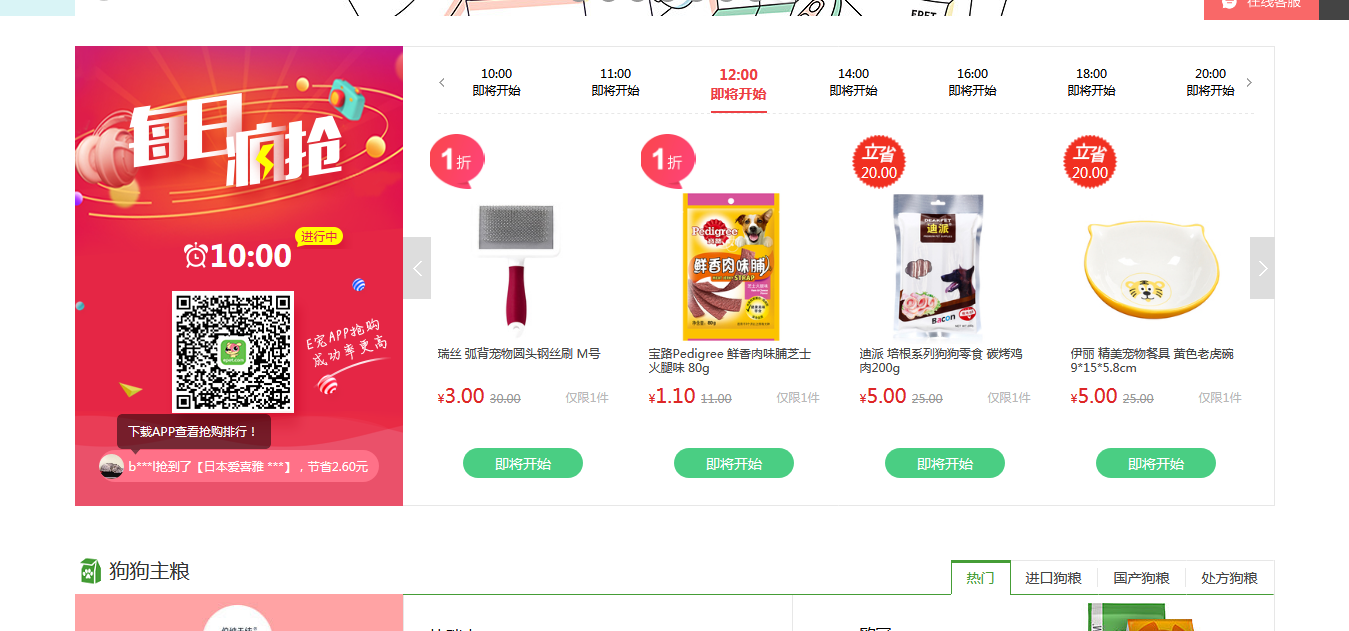 在线客服
每日
疯抢
进行中
10:00
E宠APP抢购
成功率更高
下载APP查看抢购排行！
b***l抢到了【日本爱喜雅 ***】，节省2.60元
10:00
即将开始
11:00
即将开始
12:00
即将开始
14:00
即将开始
16:00
即将开始
18:00
即将开始
20:00
即将开始
1折
1折
立省
20.00
立省
20.00
Pedigree
宝路
鲜香肉味脯
STRAP
80g
DEARPET
迪派
Bacon
瑞丝 弧背宠物圆头钢丝刷 M号
¥3.00 30.00 仅限1件
即将开始
宝路Pedigree 鲜香肉味脯芝士
火腿味 80g
¥1.10 11.00 仅限1件
即将开始
迪派 培根系列狗狗零食 碳烤鸡
肉200g
¥5.00 25.00 仅限1件
即将开始
伊丽 精美宠物餐具 黄色老虎碗
9*15*5.8cm
¥5.00 25.00 仅限1件
即将开始
狗狗主粮
热门 进口狗粮 国产狗粮 处方狗粮